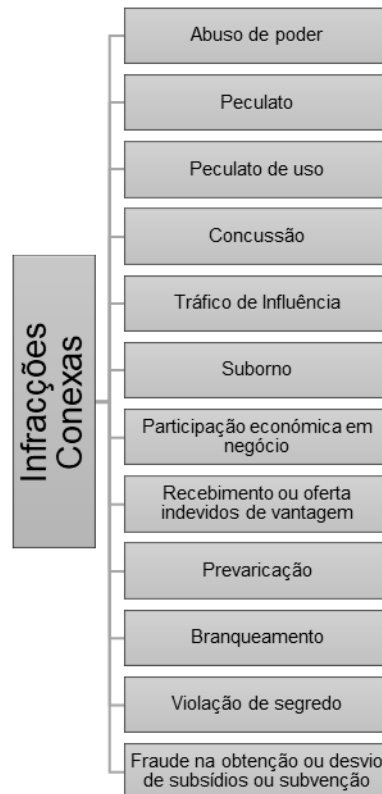 Infracções
Conexas
Abuso de poder
Peculato
Peculato de uso
Concussão
Tráfico de Influência
Suborno
Participação económica em
negócio
Recebimento ou oferta
indevidos de vantagem
Prevaricação
Branqueamento
Violação de segredo
Fraude na obtenção ou desvio
de subsídios ou subvenção